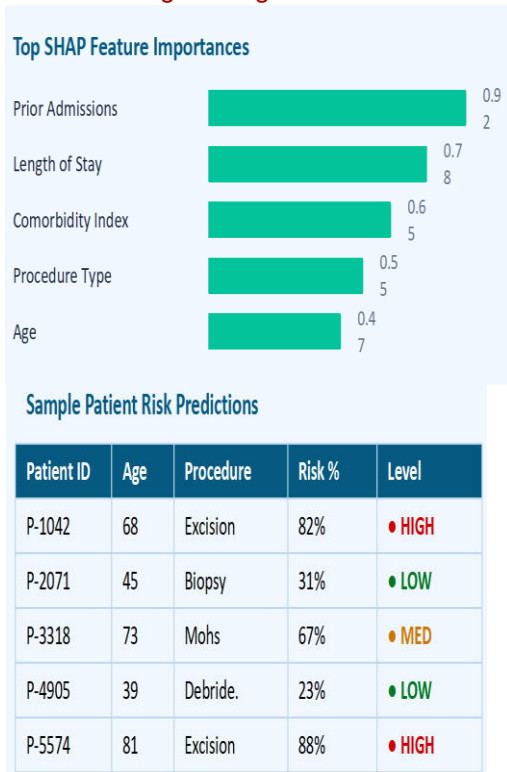 Top SHAP Feature Importances
Prior Admissions 0.9
2
Length of Stay 0.7
8
Comorbidity Index 0.6
5
Procedure Type 0.5
5
Age 0.4
7
Sample Patient Risk Predictions
Patient ID Age Procedure Risk % Level
P-1042 68 Excision 82% • HIGH
P-2071 45 Biopsy 31% • LOW
P-3318 73 Mohs 67% • MED
P-4905 39 Debride. 23% • LOW
P-5574 81 Excision 88% • HIGH